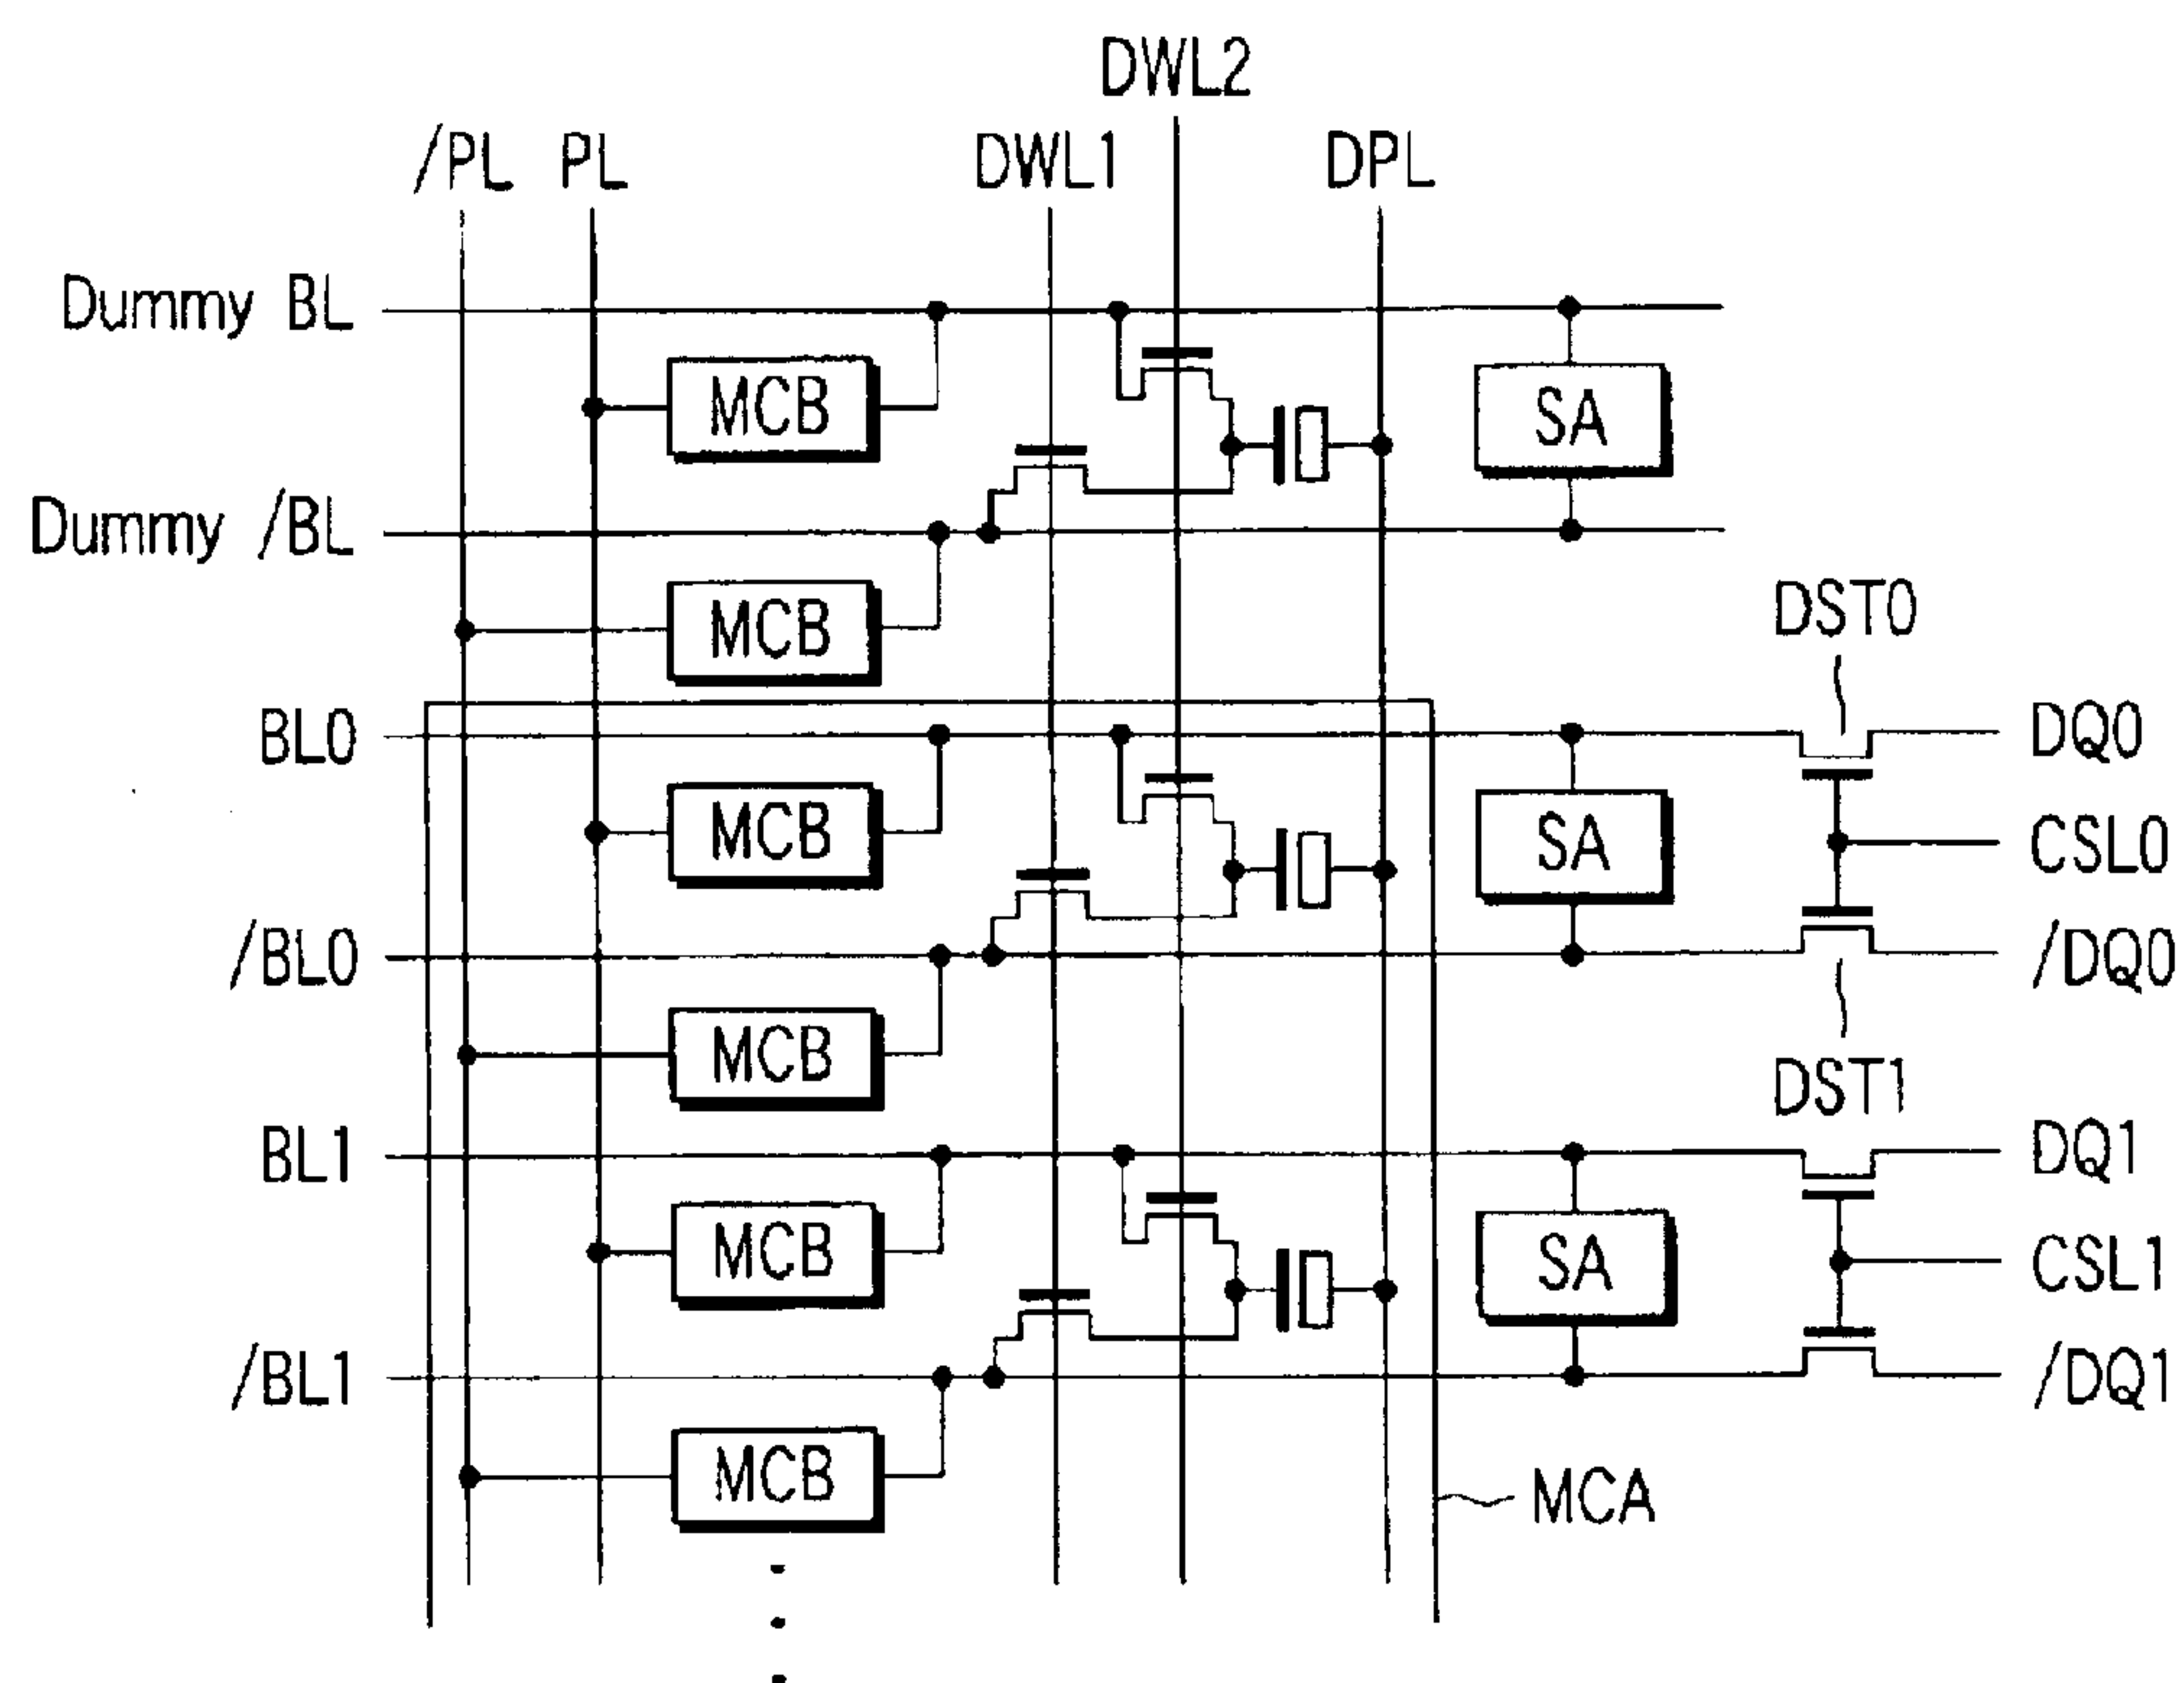 DWL2
/PL PL DWL1 DPL
Dummy BL
MCB
SA
Dummy /BL
MCB
DST0
BL0
DQ0
MCB
SA
CSL0
/BL0
/DQ0
MCB
DST1
BL1
DQ1
MCB
SA
CSL1
/BL1
/DQ1
MCB
MCA